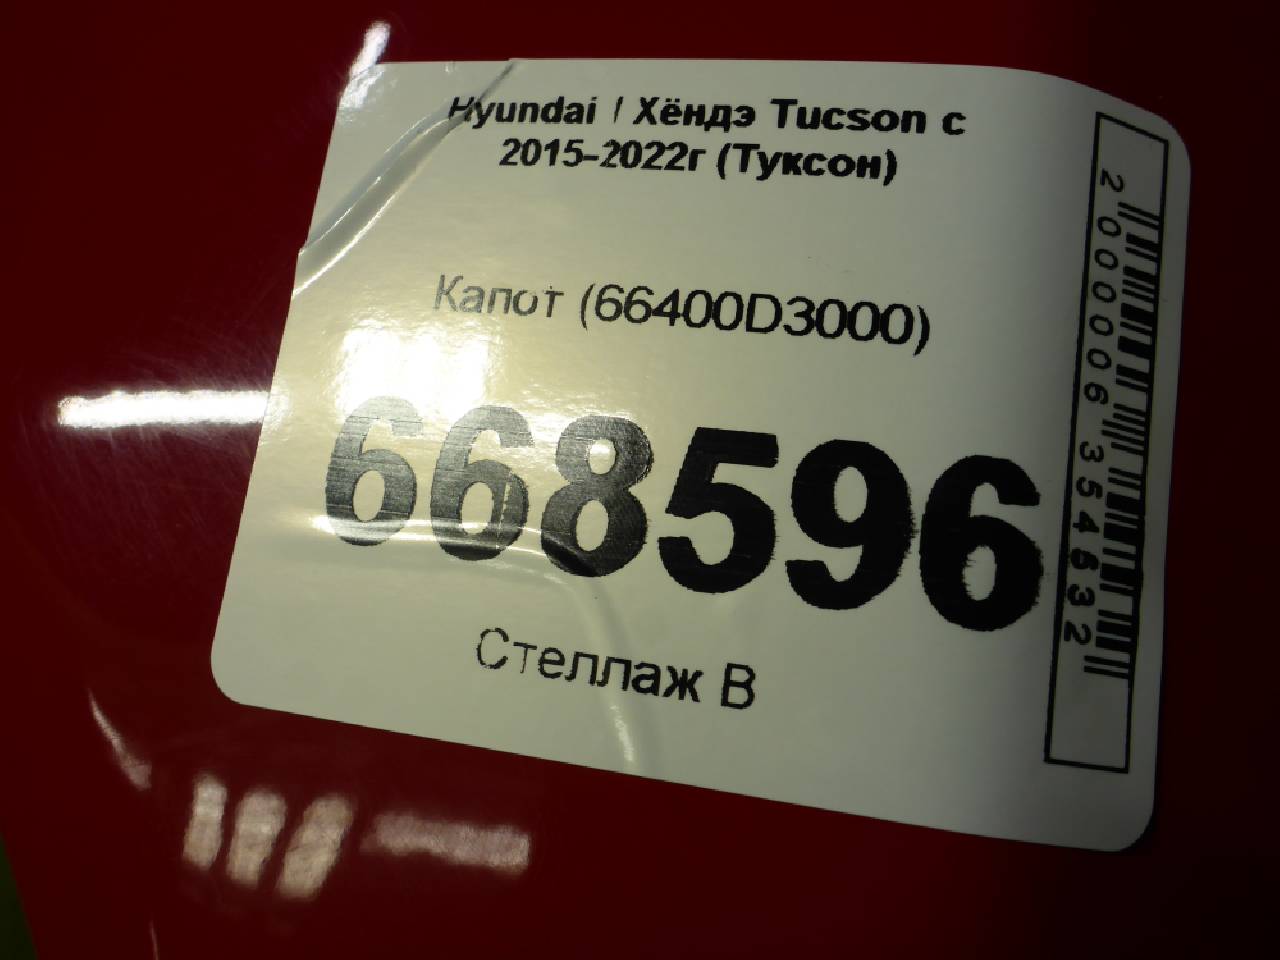 Hyundai / Хёндэ Tucson с
2015-2022г (Туксон)
Капот (66400D3000)
668596
Стеллаж В
2000006354632